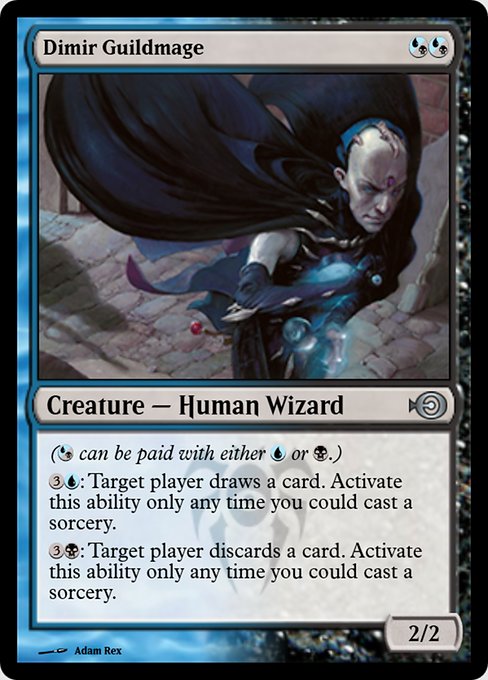 Dimir Guildmage
Creature — Human Wizard
( can be paid with either or .)
3: Target player draws a card. Activate
this ability only any time you could cast a
sorcery.
3: Target player discards a card. Activate
this ability only any time you could cast a
sorcery.
2/2
Adam Rex